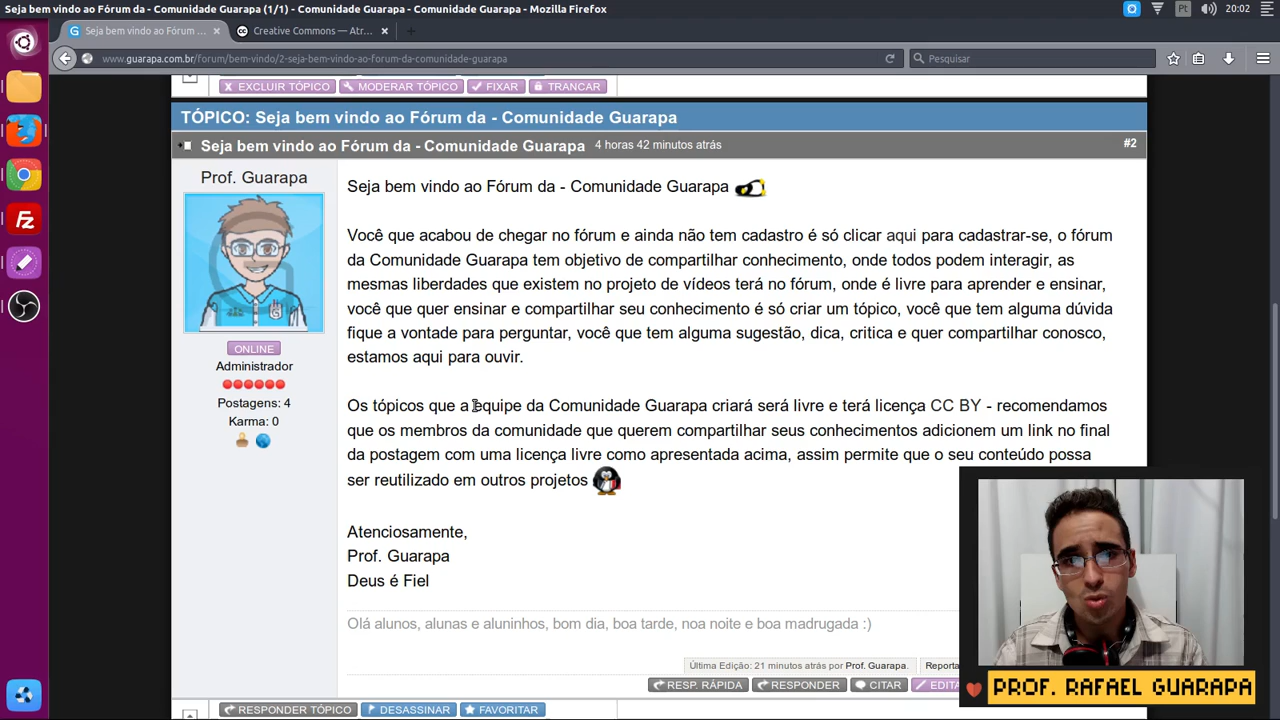 Seja bem vindo ao Fórum da - Comunidade Guarapa (1/1) - Comunidade Guarapa - Comunidade Guarapa - Mozilla Firefox
Pt
20:02
Seja bem vindo ao Fórum ...
Creative Commons — Atr...
www.guarapa.com.br/forum/bem-vindo/2-seja-bem-vindo-ao-forum-da-comunidade-guarapa
Pesquisar
EXCLUIR TÓPICO
MODERAR TÓPICO
FIXAR
TRANCAR
TÓPICO: Seja bem vindo ao Fórum da - Comunidade Guarapa
Seja bem vindo ao Fórum da - Comunidade Guarapa 4 horas 42 minutos atrás
#2
Prof. Guarapa
ONLINE
Administrador
Postagens: 4
Karma: 0
Seja bem vindo ao Fórum da - Comunidade Guarapa
Você que acabou de chegar no fórum e ainda não tem cadastro é só clicar aqui para cadastrar-se, o fórum
da Comunidade Guarapa tem objetivo de compartilhar conhecimento, onde todos podem interagir, as
mesmas liberdades que existem no projeto de vídeos terá no fórum, onde é livre para aprender e ensinar,
você que quer ensinar e compartilhar seu conhecimento é só criar um tópico, você que tem alguma dúvida
fique a vontade para perguntar, você que tem alguma sugestão, dica, critica e quer compartilhar conosco,
estamos aqui para ouvir.
Os tópicos que a equipe da Comunidade Guarapa criará será livre e terá licença CC BY - recomendamos
que os membros da comunidade que querem compartilhar seus conhecimentos adicionem um link no final
da postagem com uma licença livre como apresentada acima, assim permite que o seu conteúdo possa
ser reutilizado em outros projetos
Atenciosamente,
Prof. Guarapa
Deus é Fiel
Olá alunos, alunas e aluninhos, bom dia, boa tarde, noa noite e boa madrugada :)
Última Edição: 21 minutos atrás por Prof. Guarapa.
Reporta
RESP. RÁPIDA
RESPONDER
CITAR
EDITA
RESPONDER TÓPICO
DESASSINAR
FAVORITAR
PROF. RAFAEL GUARAPA